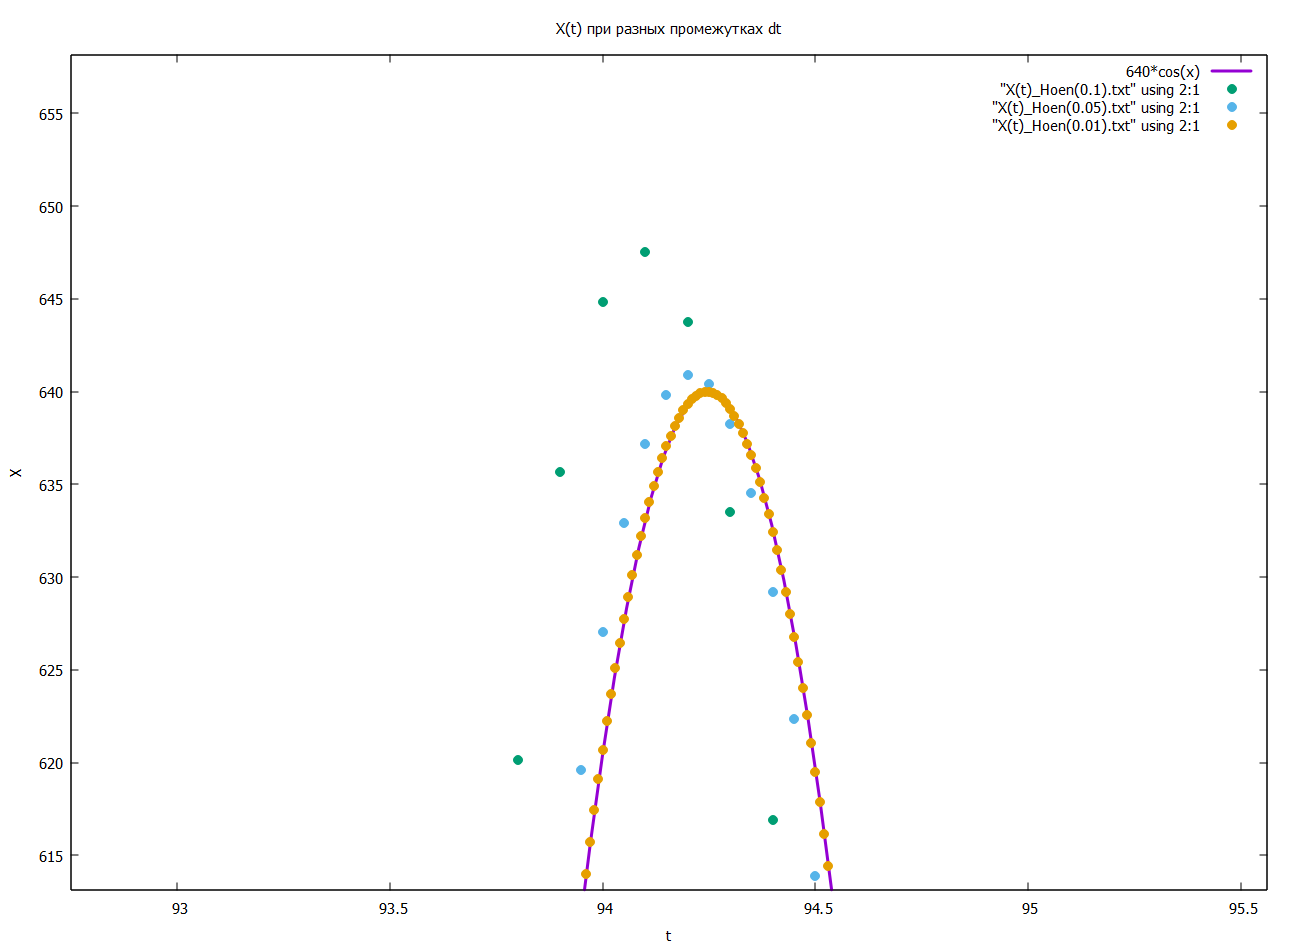 X(t) при разных промежутках dt
640*cos(x)
"X(t)_Hoen(0.1).txt" using 2:1
"X(t)_Hoen(0.05).txt" using 2:1
"X(t)_Hoen(0.01).txt" using 2:1
655
650
645
640
635
630
625
620
615
X
93
93.5
94
94.5
95
95.5
t